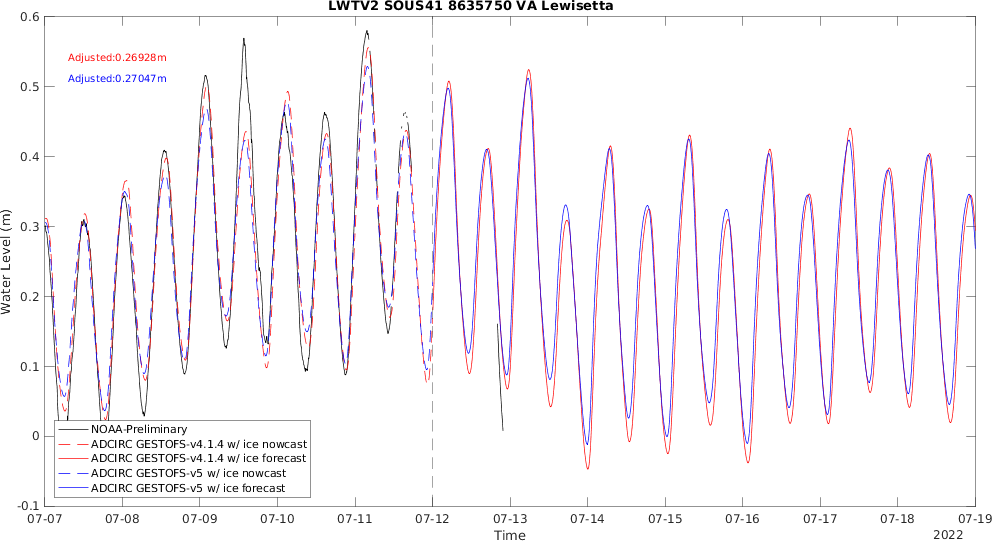 LWTV2 SOUS41 8635750 VA Lewisetta
0.6
0.5
0.4
0.3
0.2
0.1
0
-0.1
Water Level (m)
Adjusted:0.26928m
Adjusted:0.27047m
NOAA-Preliminary
ADCIRC GESTOFS-v4.1.4 w/ ice nowcast
ADCIRC GESTOFS-v4.1.4 w/ ice forecast
ADCIRC GESTOFS-v5 w/ ice nowcast
ADCIRC GESTOFS-v5 w/ ice forecast
07-07 07-08 07-09 07-10 07-11 07-12 07-13 07-14 07-15 07-16 07-17 07-18 07-19
Time
2022